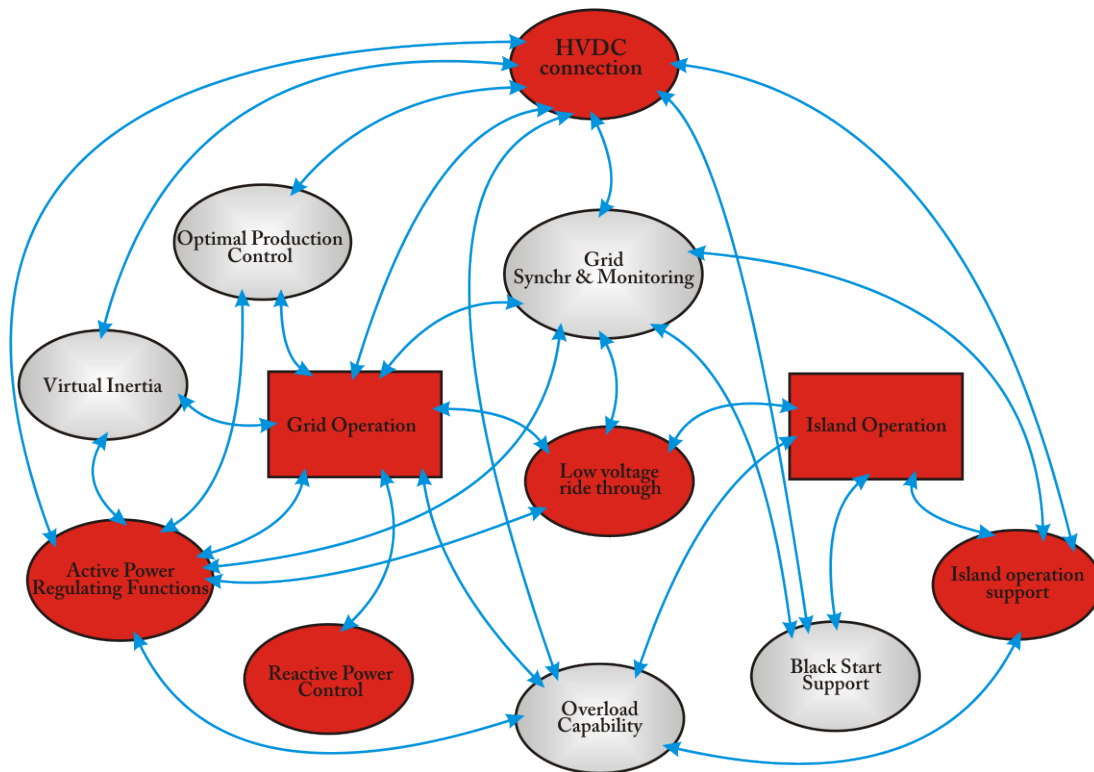 HVDC
connection
Optimal Production
Control
Grid
Synchr & Monitoring
Virtual Inertia
Grid Operation
Island Operation
Low voltage
ride through
Active Power
Regulating Functions
Island operation
support
Reactive Power
Control
Black Start
Support
Overload
Capability